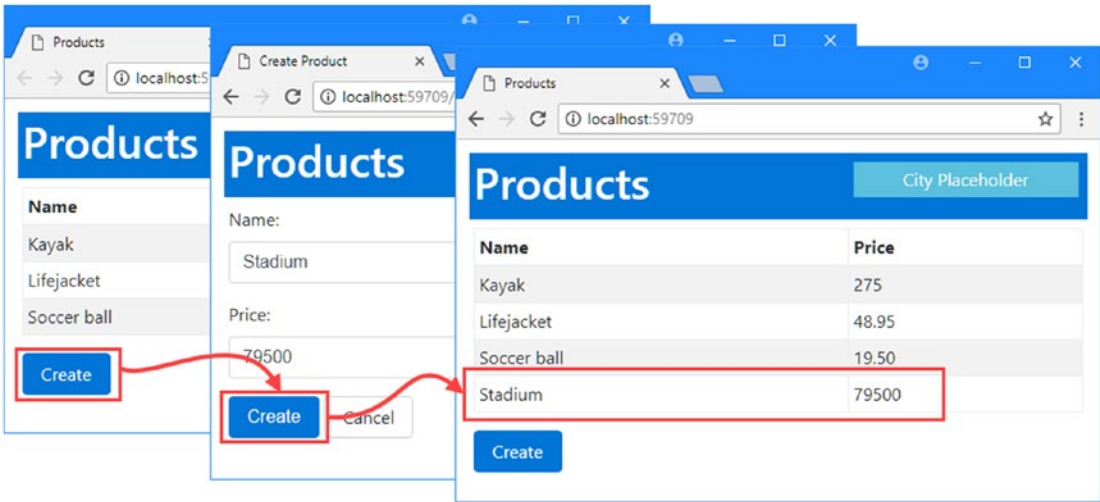 Products
localhost:5
Products
Name
Kayak
Lifejacket
Soccer ball
Create
Create Product
localhost:59709/
Products
Name:
Stadium
Price:
79500
Create
Cancel
Products
localhost:59709
Products
City Placeholder
Name Price
Kayak 275
Lifejacket 48.95
Soccer ball 19.50
Stadium 79500
Create